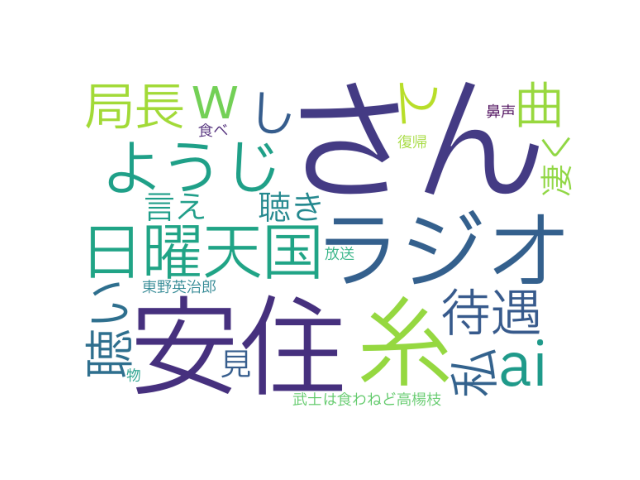 さん
安住
ラジオ
糸
日曜天国
ようじ
局長
w
し
と
曲
鼻声
食べ
復帰
凄く
言え
聴き
放送
東野英治郎
聴い
待遇
見
私
ai
物
武士は食わねど高楊枝